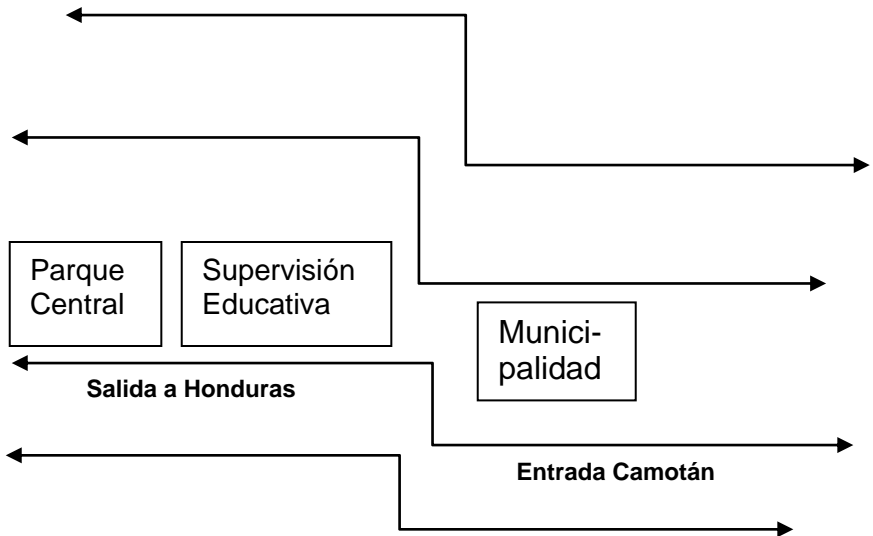 Parque
Central
Supervisión
Educativa
Munici-
palidad
Salida a Honduras
Entrada Camotán